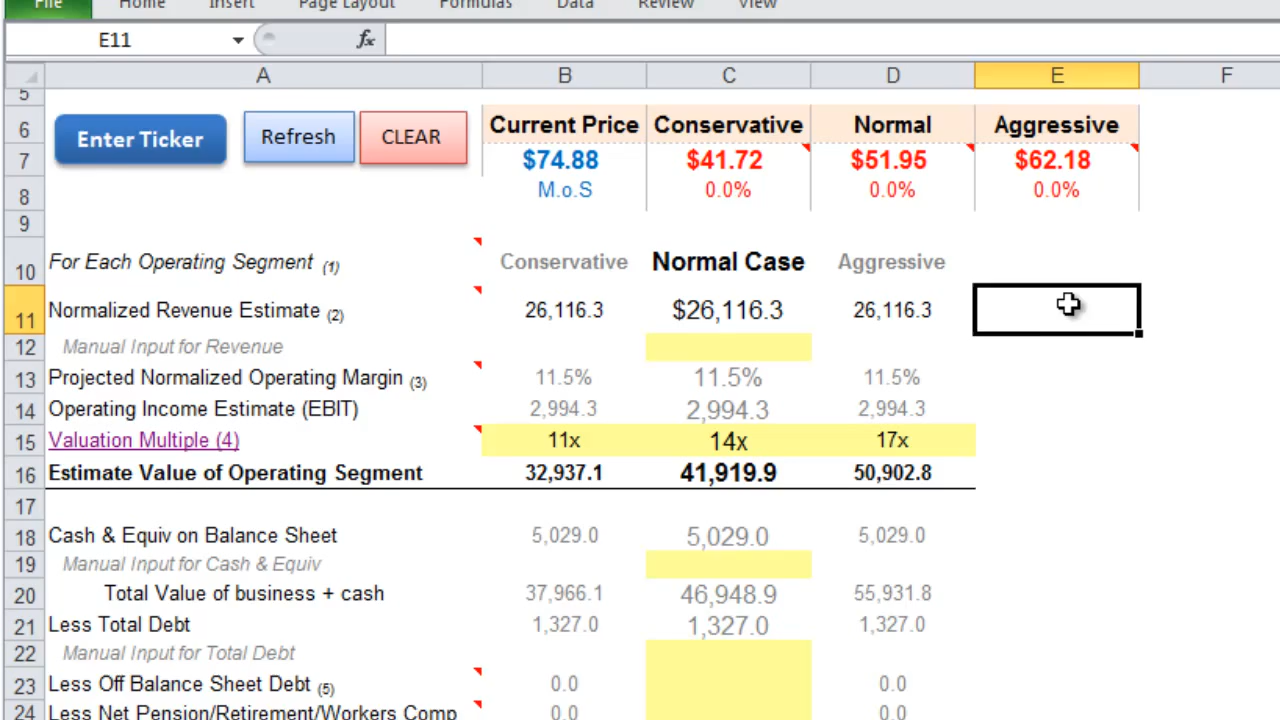 File Home Insert Page Layout Formulas Data Review View
E11 fx
A B C D E F
5
6 Enter Ticker Refresh CLEAR Current Price Conservative Normal Aggressive
7 $74.88 $41.72 $51.95 $62.18
8 M.o.S 0.0% 0.0% 0.0%
9
10 For Each Operating Segment (1) Conservative Normal Case Aggressive
11 Normalized Revenue Estimate (2) 26,116.3 $26,116.3 26,116.3
12 Manual Input for Revenue
13 Projected Normalized Operating Margin (3) 11.5% 11.5% 11.5%
14 Operating Income Estimate (EBIT) 2,994.3 2,994.3 2,994.3
15 Valuation Multiple (4) 11x 14x 17x
16 Estimate Value of Operating Segment 32,937.1 41,919.9 50,902.8
17
18 Cash & Equiv on Balance Sheet 5,029.0 5,029.0 5,029.0
19 Manual Input for Cash & Equiv
20 Total Value of business + cash 37,966.1 46,948.9 55,931.8
21 Less Total Debt 1,327.0 1,327.0 1,327.0
22 Manual Input for Total Debt
23 Less Off Balance Sheet Debt (5) 0.0 0.0
24 Less Net Pension/Retirement/Workers Comp 0.0 0.0